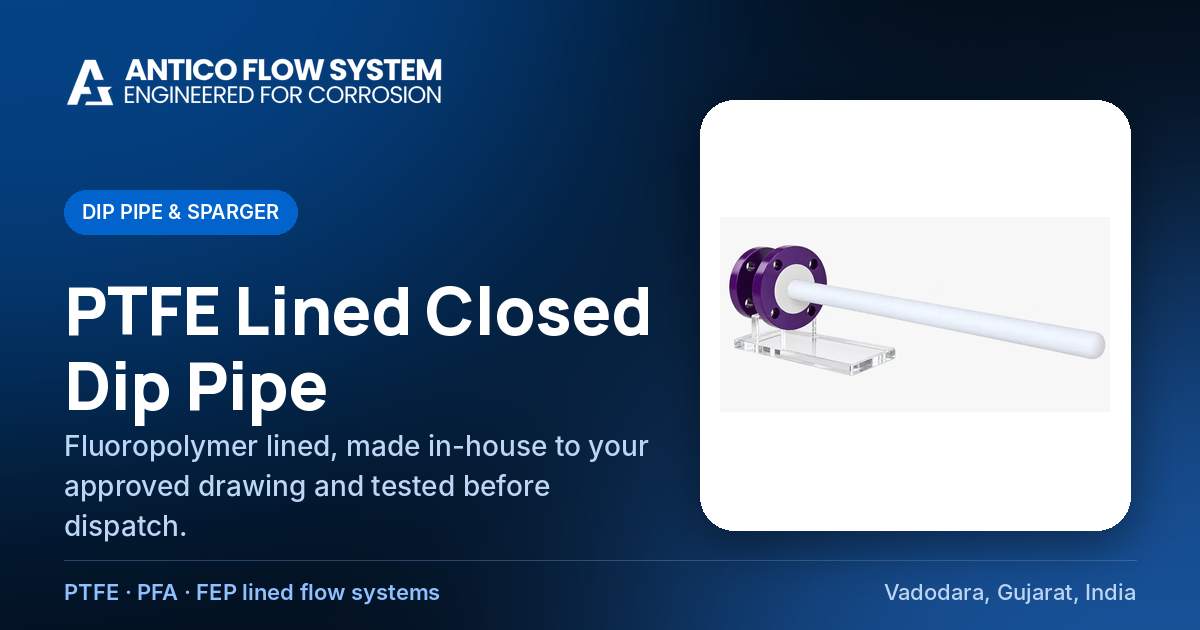 ANTICO FLOW SYSTEM
ENGINEERED FOR CORROSION
DIP PIPE & SPARGER
PTFE Lined Closed
Dip Pipe
Fluoropolymer lined, made in-house to your
approved drawing and tested before
dispatch.
PTFE · PFA · FEP lined flow systems
Vadodara, Gujarat, India